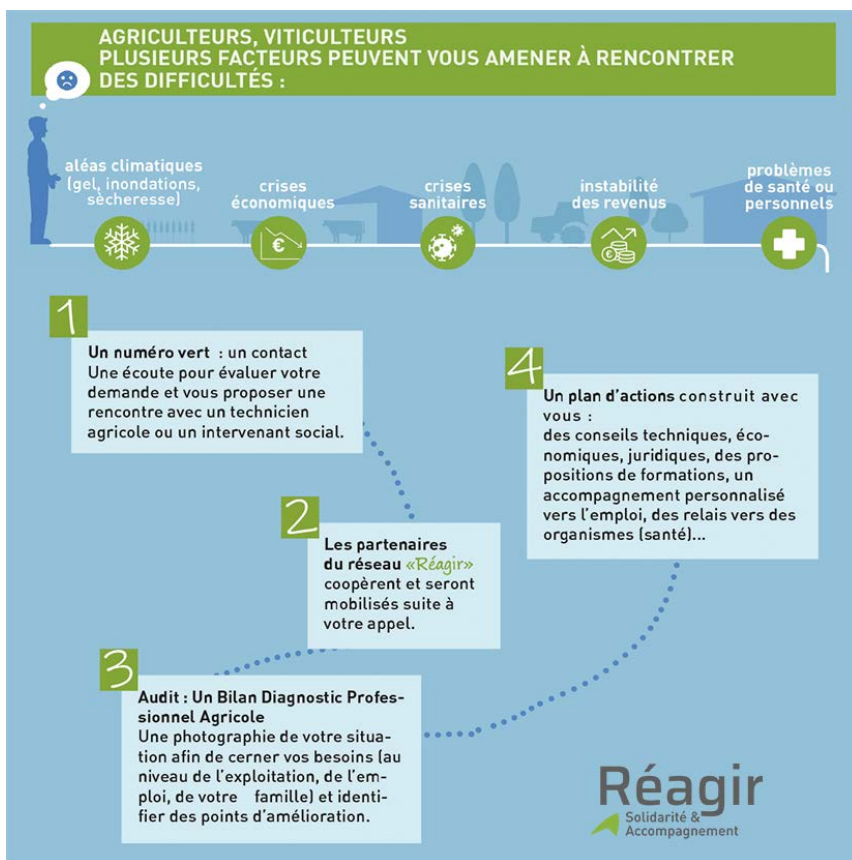 AGRICULTEURS, VITICULTEURS
PLUSIEURS FACTEURS PEUVENT VOUS AMENER À RENCONTRER
DES DIFFICULTÉS :
aléas climatiques
(gel, inondations,
sècheresse)
crises
économiques
crises
sanitaires
instabilité
des revenus
problèmes
de santé ou
personnels
€
€
1
Un numéro vert : un contact
Une écoute pour évaluer votre
demande et vous proposer une
rencontre avec un technicien
agricole ou un intervenant social.
2
Les partenaires
du réseau «Réagir»
coopèrent et seront
mobilisés suite à
votre appel.
3
Audit : Un Bilan Diagnostic Profes-
sionnel Agricole
Une photographie de votre situa-
tion afin de cerner vos besoins (au
niveau de l'exploitation, de l'em-
ploi, de votre famille) et identi-
fier des points d'amélioration.
4
Un plan d'actions construit avec
vous :
des conseils techniques, éco-
nomiques, juridiques, des pro-
positions de formations, un
accompagnement personnalisé
vers l'emploi, des relais vers des
organismes (santé)...
Réagir
Solidarité &
Accompagnement